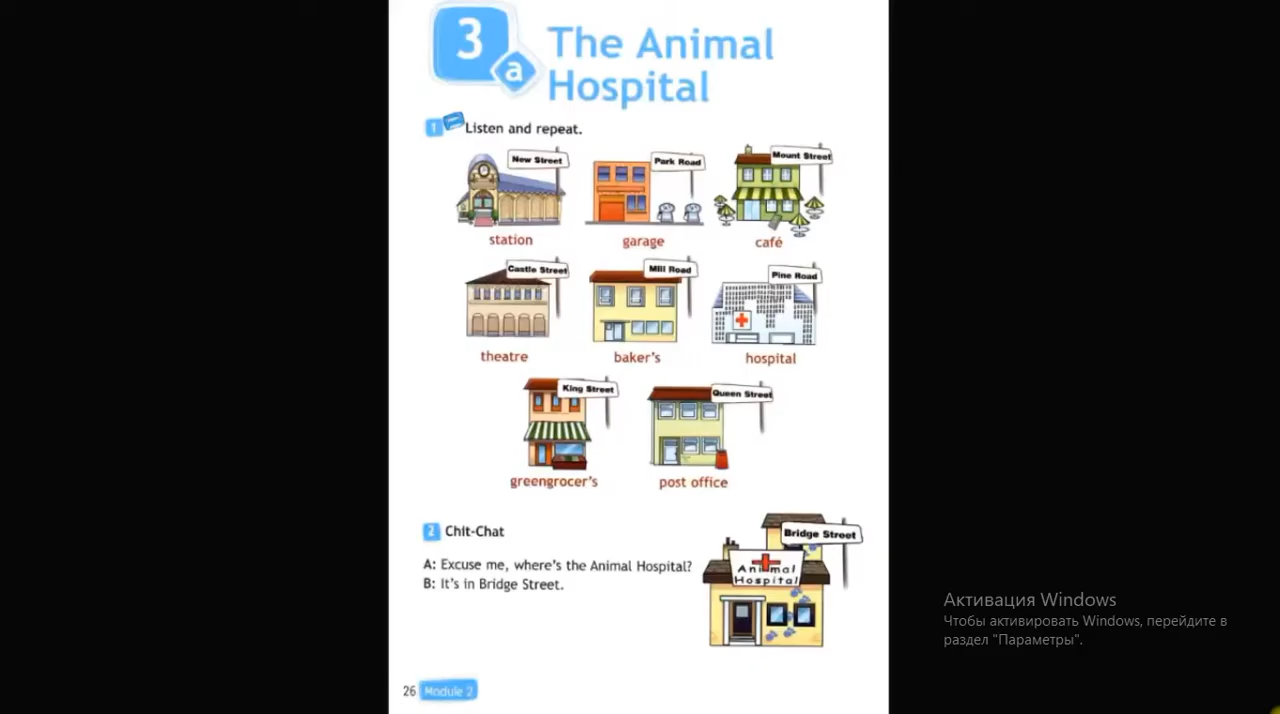 3
a
The Animal
Hospital
1 Listen and repeat.
New Street
Park Road
Mount Street
station
garage
café
Castle Street
Mill Road
Pine Road
theatre
baker's
hospital
King Street
Queen Street
greengrocer's
post office
2 Chit-Chat
Bridge Street
A: Excuse me, where's the Animal Hospital?
B: It's in Bridge Street.
Animal
Hospital
Активация Windows
Чтобы активировать Windows, перейдите в
раздел "Параметры".
26 Module 2